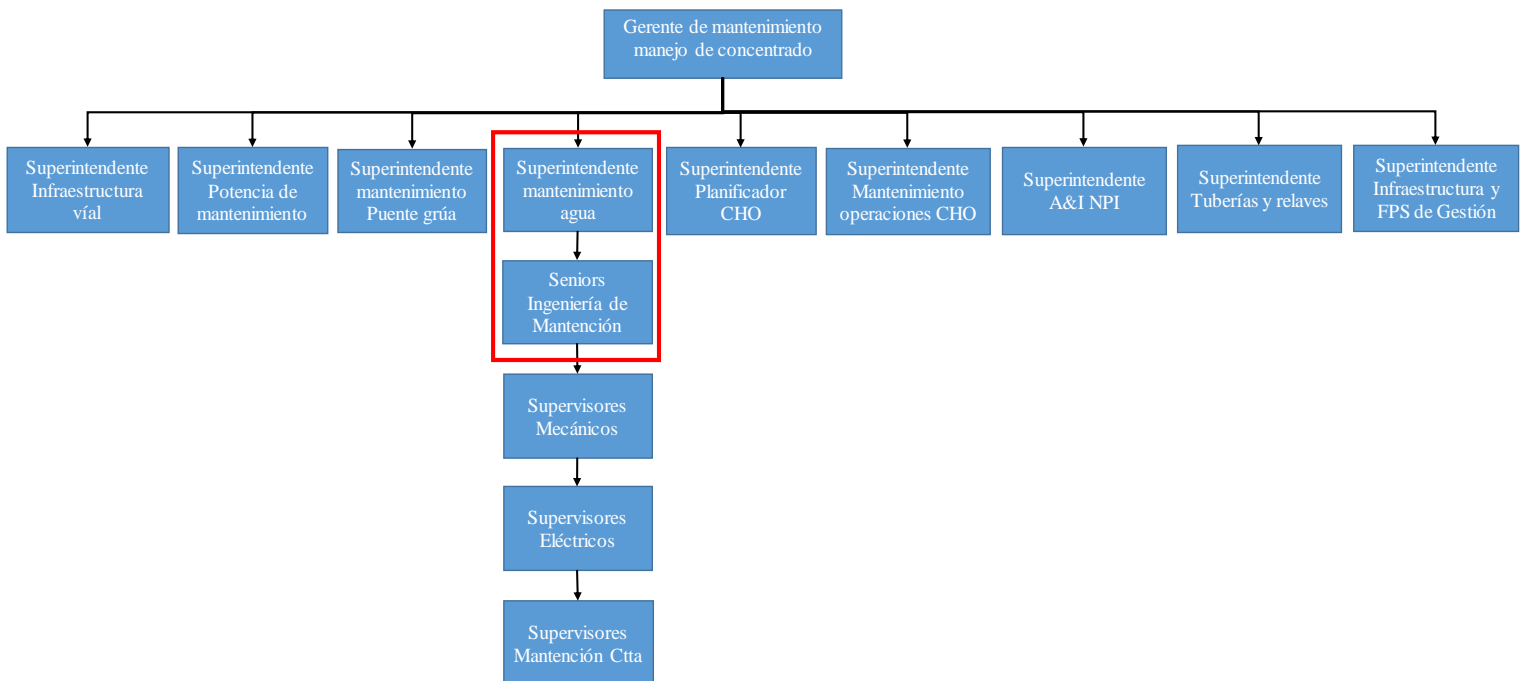 Gerente de mantenimiento
manejo de concentrado
Superintendente
Infraestructura
víal
Superintendente
Potencia de
mantenimiento
Superintendente
mantenimiento
Puente grúa
Superintendente
mantenimiento
agua
Superintendente
Planificador
CHO
Superintendente
Mantenimiento
operaciones CHO
Superintendente
A&I NPI
Superintendente
Tuberías y relaves
Superintendente
Infraestructura y
FPS de Gestión
Seniors
Ingeniería de
Mantención
Supervisores
Mecánicos
Supervisores
Eléctricos
Supervisores
Mantención Ctta